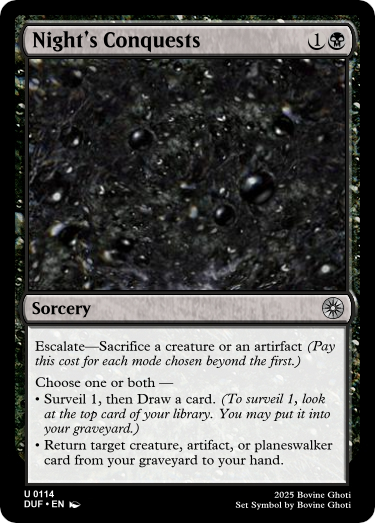 Night's Conquests 1
Sorcery
Escalate—Sacrifice a creature or an artirfact (Pay
this cost for each mode chosen beyond the first.)
Choose one or both —
• Surveil 1, then Draw a card. (To surveil 1, look
at the top card of your library. You may put it into
your graveyard.)
• Return target creature, artifact, or planeswalker
card from your graveyard to your hand.
U 0114
2025 Bovine Ghoti
DUF • EN
Set Symbol by Bovine Ghoti